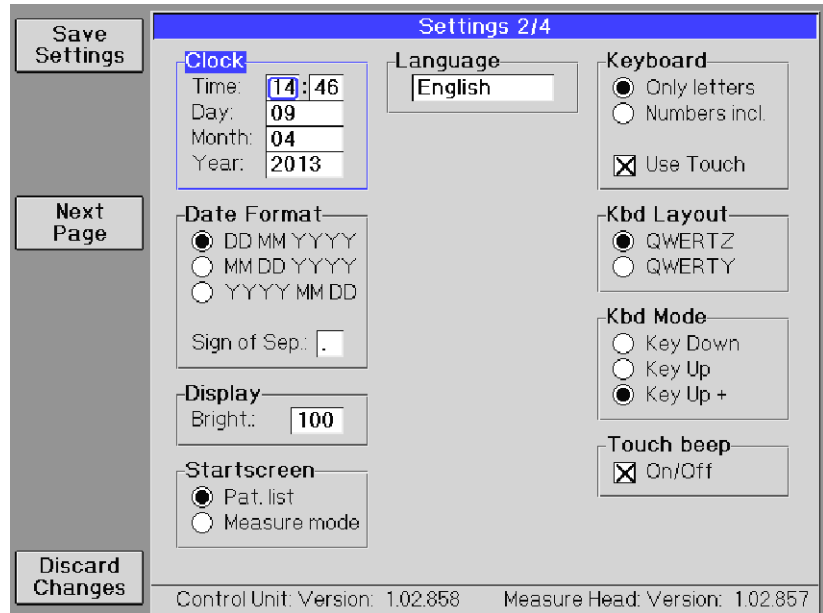 Settings 2/4
Save
Settings
Next
Page
Discard
Changes
Clock
Time: 14 : 46
Day: 09
Month: 04
Year: 2013
Date Format
DD MM YYYY
MM DD YYYY
YYYY MM DD
Sign of Sep.: .
Display
Bright.: 100
Startscreen
Pat. list
Measure mode
Language
English
Keyboard
Only letters
Numbers incl.
Use Touch
Kbd Layout
QWERTZ
QWERTY
Kbd Mode
Key Down
Key Up
Key Up +
Touch beep
On/Off
Control Unit: Version: 1.02.858 Measure Head: Version: 1.02.857